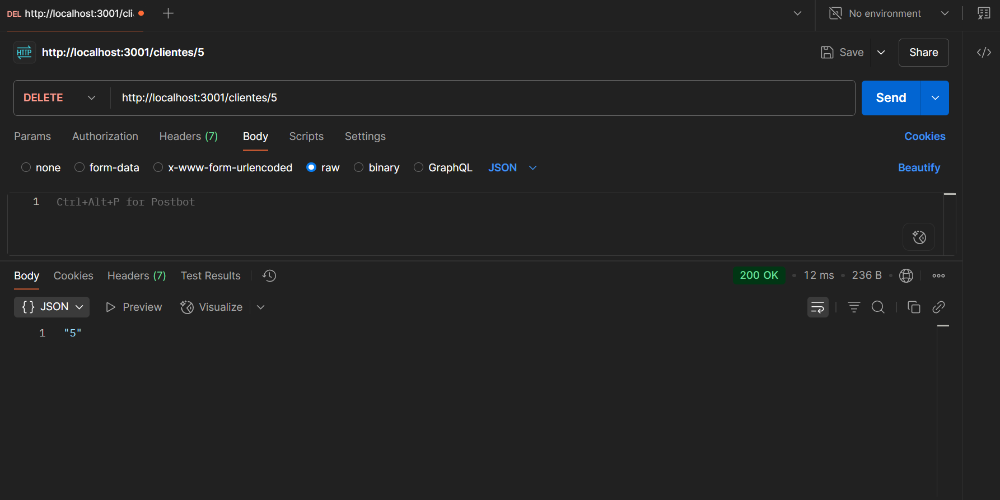 DEL http://localhost:3001/cli
No environment
HTTP http://localhost:3001/clientes/5
Save
Share
DELETE http://localhost:3001/clientes/5
Send
Params Authorization Headers (7) Body Scripts Settings
Cookies
none form-data x-www-form-urlencoded raw binary GraphQL JSON
Beautify
1 Ctrl+Alt+P for Postbot
Body Cookies Headers (7) Test Results
200 OK • 12 ms • 236 B •
{} JSON Preview Visualize
1 "5"